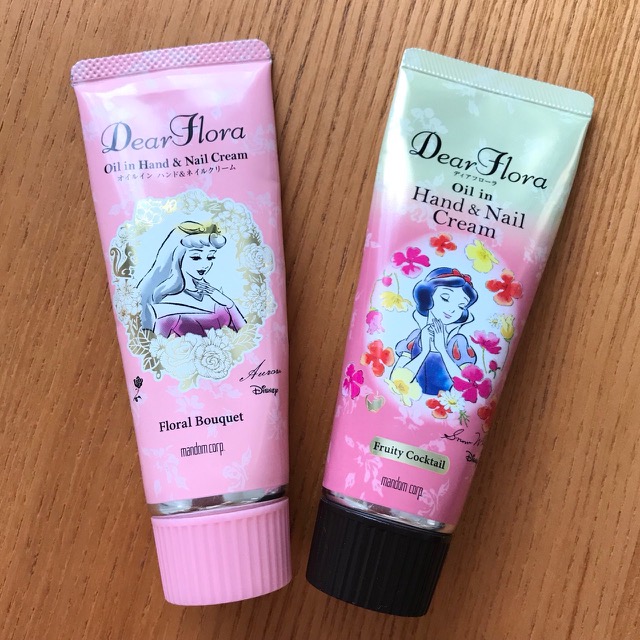 Dear Flora
Oil in Hand & Nail Cream
オイルイン ハンド&ネイルクリーム
Aurora
Disney
Floral Bouquet
mandom corp.
Dear Flora
ディアフローラ
Oil in
Hand & Nail
Cream
Snow
Fruity Cocktail
mandom corp.